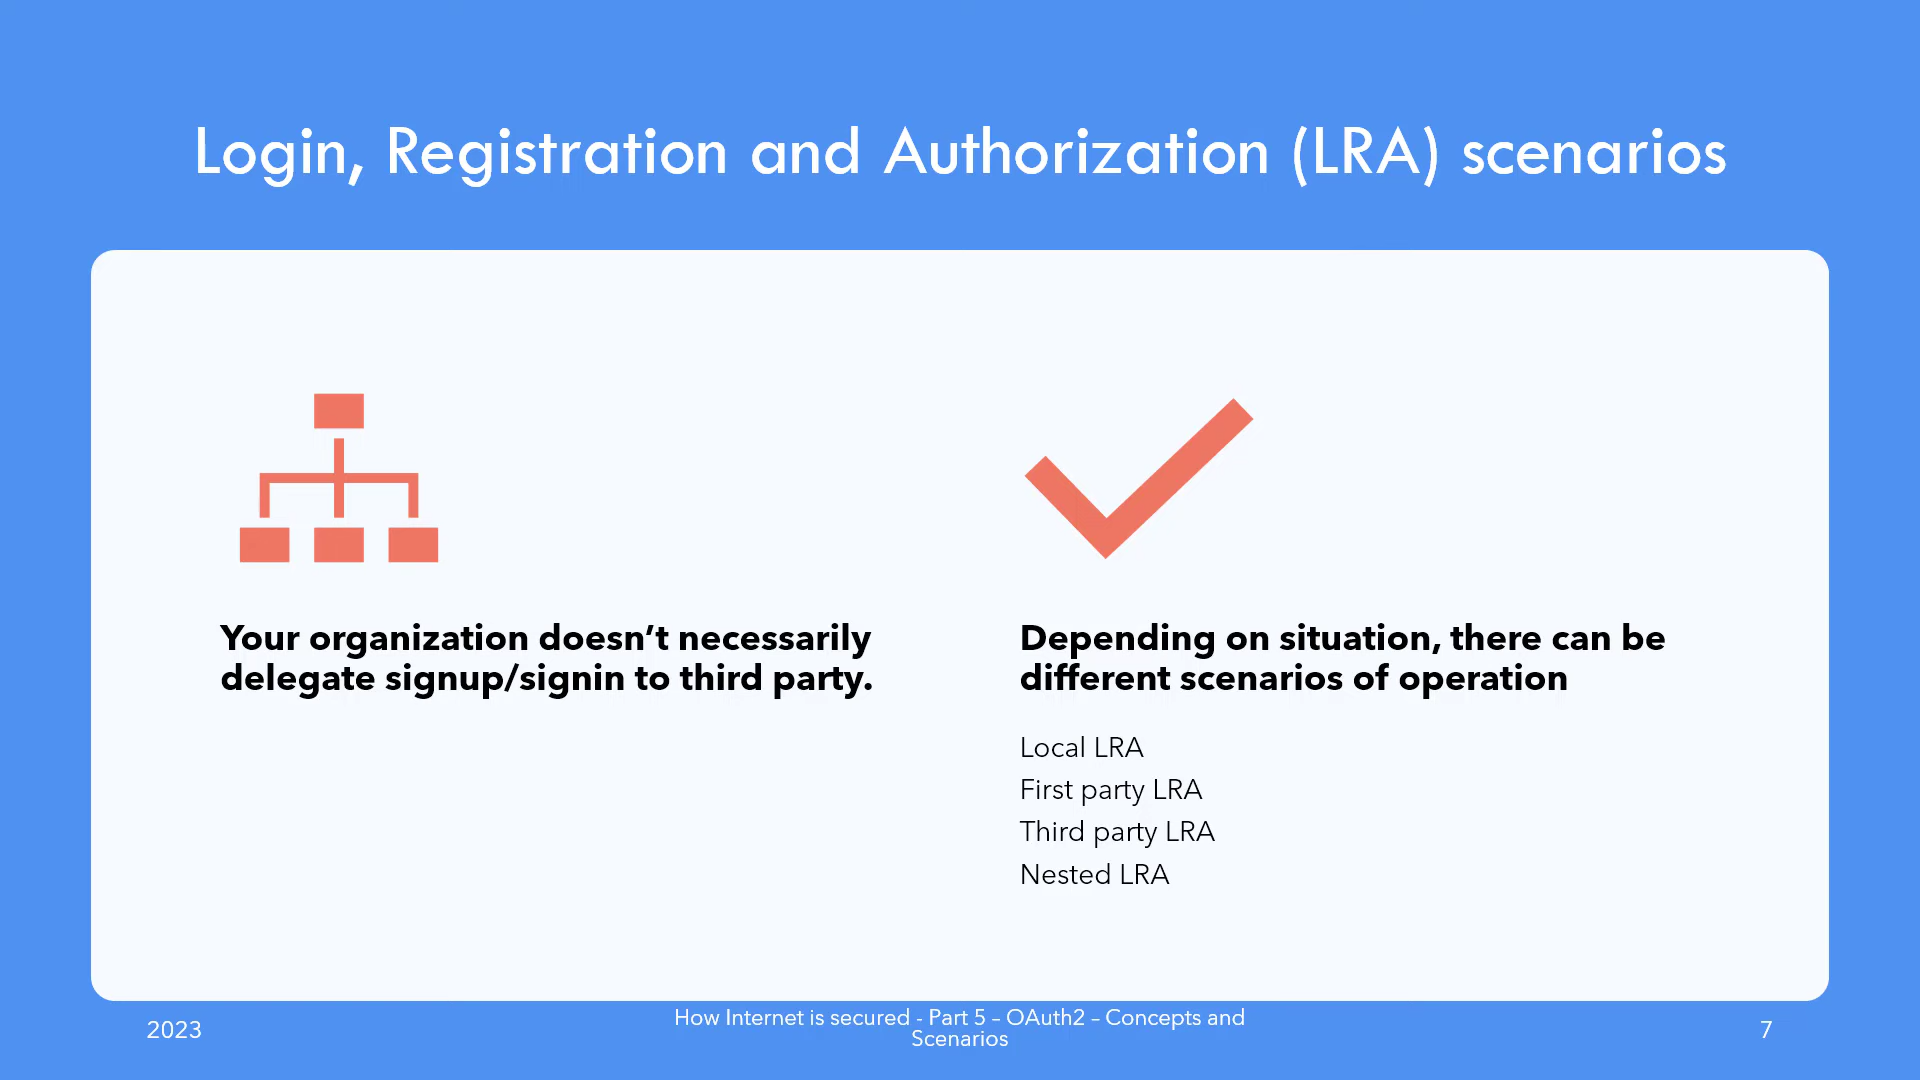 Login, Registration and Authorization (LRA) scenarios
Your organization doesn’t necessarily
delegate signup/signin to third party.
Depending on situation, there can be
different scenarios of operation
Local LRA
First party LRA
Third party LRA
Nested LRA
2023
How Internet is secured - Part 5 – OAuth2 – Concepts and
Scenarios
7